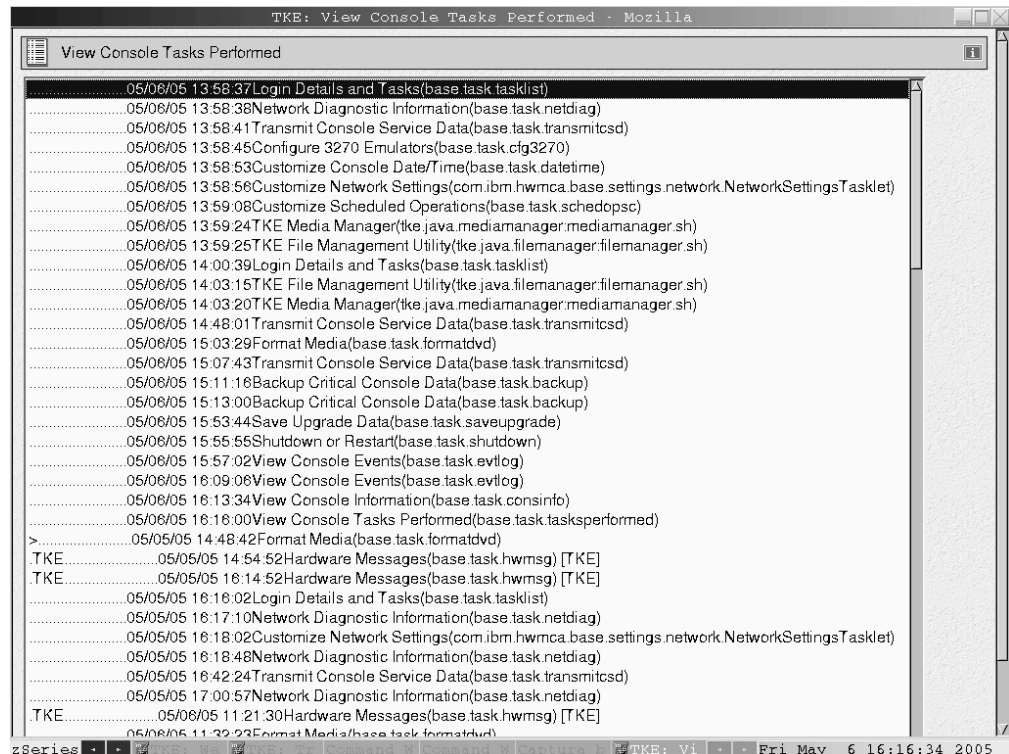 TKE: View Console Tasks Performed - Mozilla
View Console Tasks Performed
..........................05/06/05 13:58:37Login Details and Tasks(base.task.tasklist)
..........................05/06/05 13:58:38Network Diagnostic Information(base.task.netdiag)
..........................05/06/05 13:58:41Transmit Console Service Data(base.task.transmitcsd)
..........................05/06/05 13:58:45Configure 3270 Emulators(base.task.cfg3270)
..........................05/06/05 13:58:53Customize Console Date/Time(base.task.datetime)
..........................05/06/05 13:58:56Customize Network Settings(com.ibm.hwmca.base.settings.network.NetworkSettingsTasklet)
..........................05/06/05 13:59:08Customize Scheduled Operations(base.task.schedopsc)
..........................05/06/05 13:59:24TKE Media Manager(tke.java.mediamanager:mediamanager.sh)
..........................05/06/05 13:59:25TKE File Management Utility(tke.java.filemanager:filemanager.sh)
..........................05/06/05 14:00:39Login Details and Tasks(base.task.tasklist)
..........................05/06/05 14:03:15TKE File Management Utility(tke.java.filemanager:filemanager.sh)
..........................05/06/05 14:03:20TKE Media Manager(tke.java.mediamanager:mediamanager.sh)
..........................05/06/05 14:48:01Transmit Console Service Data(base.task.transmitcsd)
..........................05/06/05 15:03:29Format Media(base.task.formatdvd)
..........................05/06/05 15:07:43Transmit Console Service Data(base.task.transmitcsd)
..........................05/06/05 15:11:16Backup Critical Console Data(base.task.backup)
..........................05/06/05 15:13:00Backup Critical Console Data(base.task.backup)
..........................05/06/05 15:53:44Save Upgrade Data(base.task.saveupgrade)
..........................05/06/05 15:55:55Shutdown or Restart(base.task.shutdown)
..........................05/06/05 15:57:02View Console Events(base.task.evtlog)
..........................05/06/05 16:09:06View Console Events(base.task.evtlog)
..........................05/06/05 16:13:34View Console Information(base.task.consinfo)
..........................05/06/05 16:16:00View Console Tasks Performed(base.task.tasksperformed)
>.........................05/05/05 14:48:42Format Media(base.task.formatdvd)
.TKE.........................05/05/05 14:54:52Hardware Messages(base.task.hwmsg) [TKE]
.TKE.........................05/05/05 16:14:52Hardware Messages(base.task.hwmsg) [TKE]
..........................05/05/05 16:16:02Login Details and Tasks(base.task.tasklist)
..........................05/05/05 16:17:10Network Diagnostic Information(base.task.netdiag)
..........................05/05/05 16:18:02Customize Network Settings(com.ibm.hwmca.base.settings.network.NetworkSettingsTasklet)
..........................05/05/05 16:18:48Network Diagnostic Information(base.task.netdiag)
..........................05/05/05 16:42:24Transmit Console Service Data(base.task.transmitcsd)
..........................05/05/05 17:00:57Network Diagnostic Information(base.task.netdiag)
.TKE.........................05/06/05 11:21:30Hardware Messages(base.task.hwmsg) [TKE]
..........................05/06/05 11:32:23Format Media(base.task.formatdvd)
zSeries TKE: We TKE: Tr Command W Command W Captura b TKE: Vi Fri May 6 16:16:34 2005